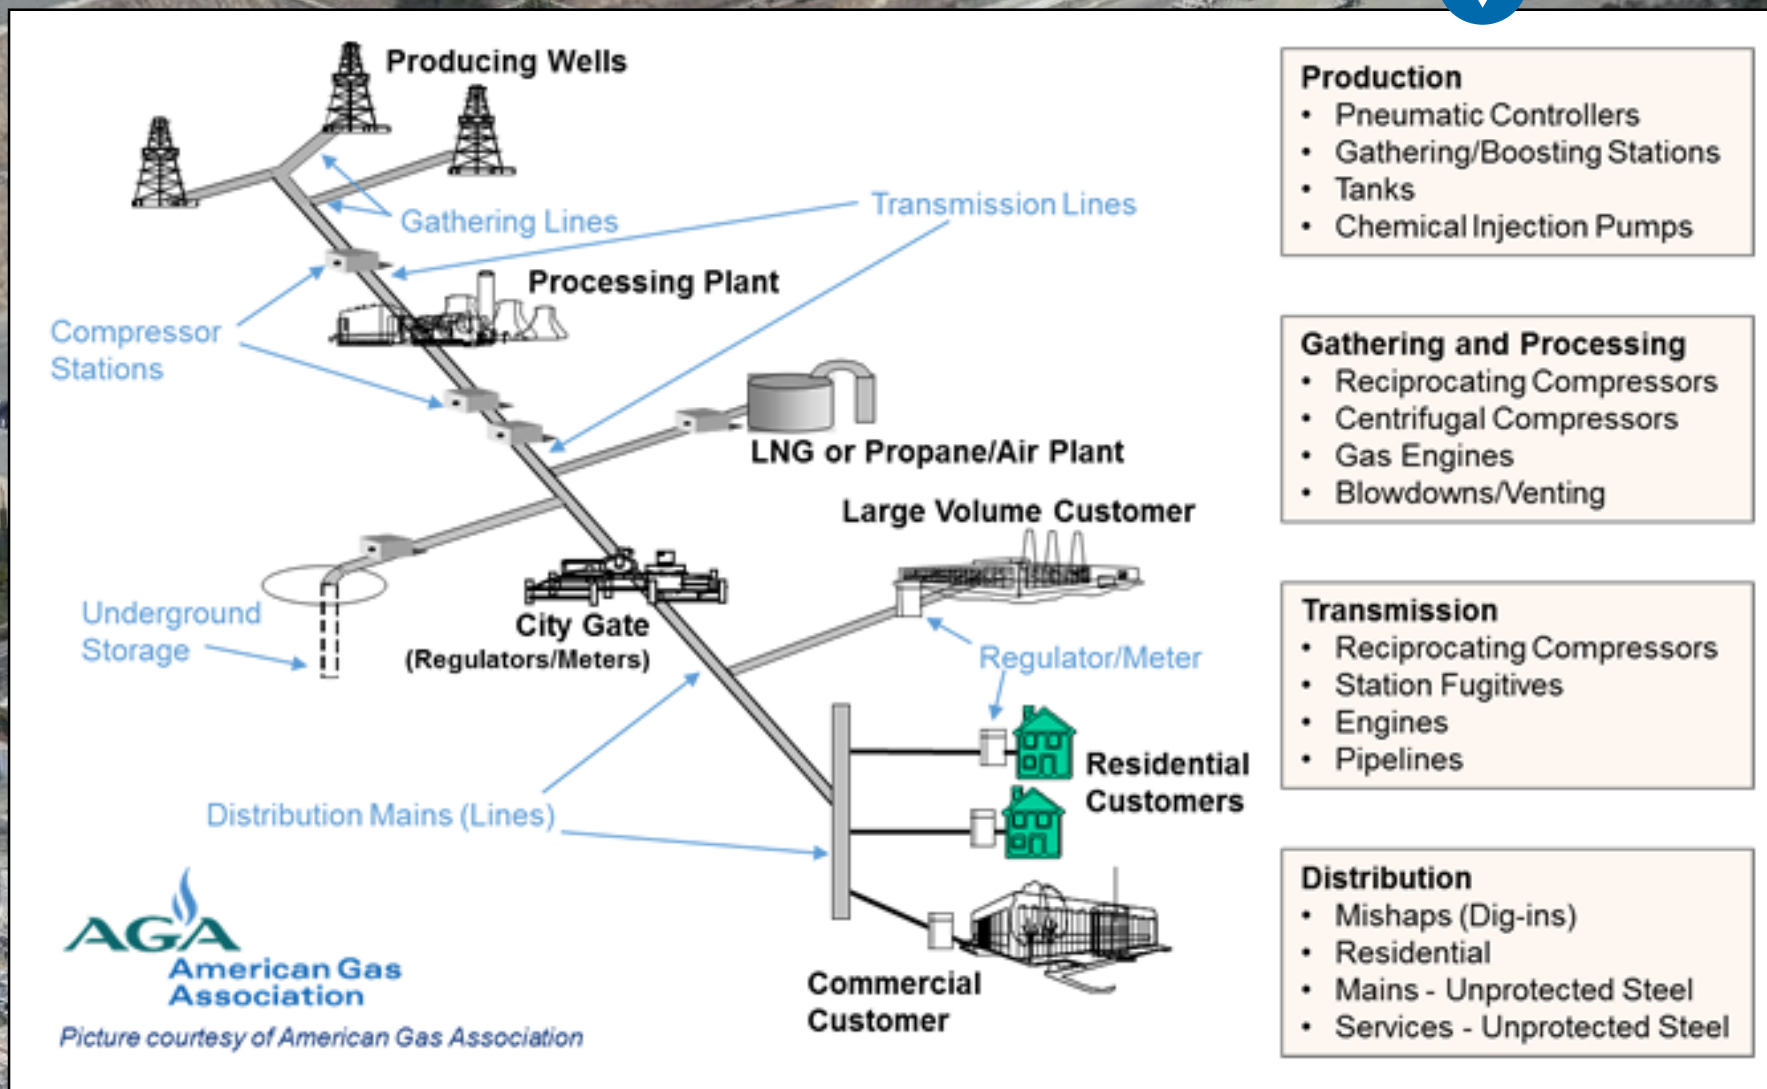 Producing Wells
Gathering Lines
Transmission Lines
Processing Plant
Compressor
Stations
LNG or Propane/Air Plant
Large Volume Customer
Underground
Storage
City Gate
(Regulators/Meters)
Regulator/Meter
Residential
Customers
Distribution Mains (Lines)
Commercial
Customer
AGA
American Gas
Association
Picture courtesy of American Gas Association
Production
• Pneumatic Controllers
• Gathering/Boosting Stations
• Tanks
• Chemical Injection Pumps
Gathering and Processing
• Reciprocating Compressors
• Centrifugal Compressors
• Gas Engines
• Blowdowns/Venting
Transmission
• Reciprocating Compressors
• Station Fugitives
• Engines
• Pipelines
Distribution
• Mishaps (Dig-ins)
• Residential
• Mains - Unprotected Steel
• Services - Unprotected Steel